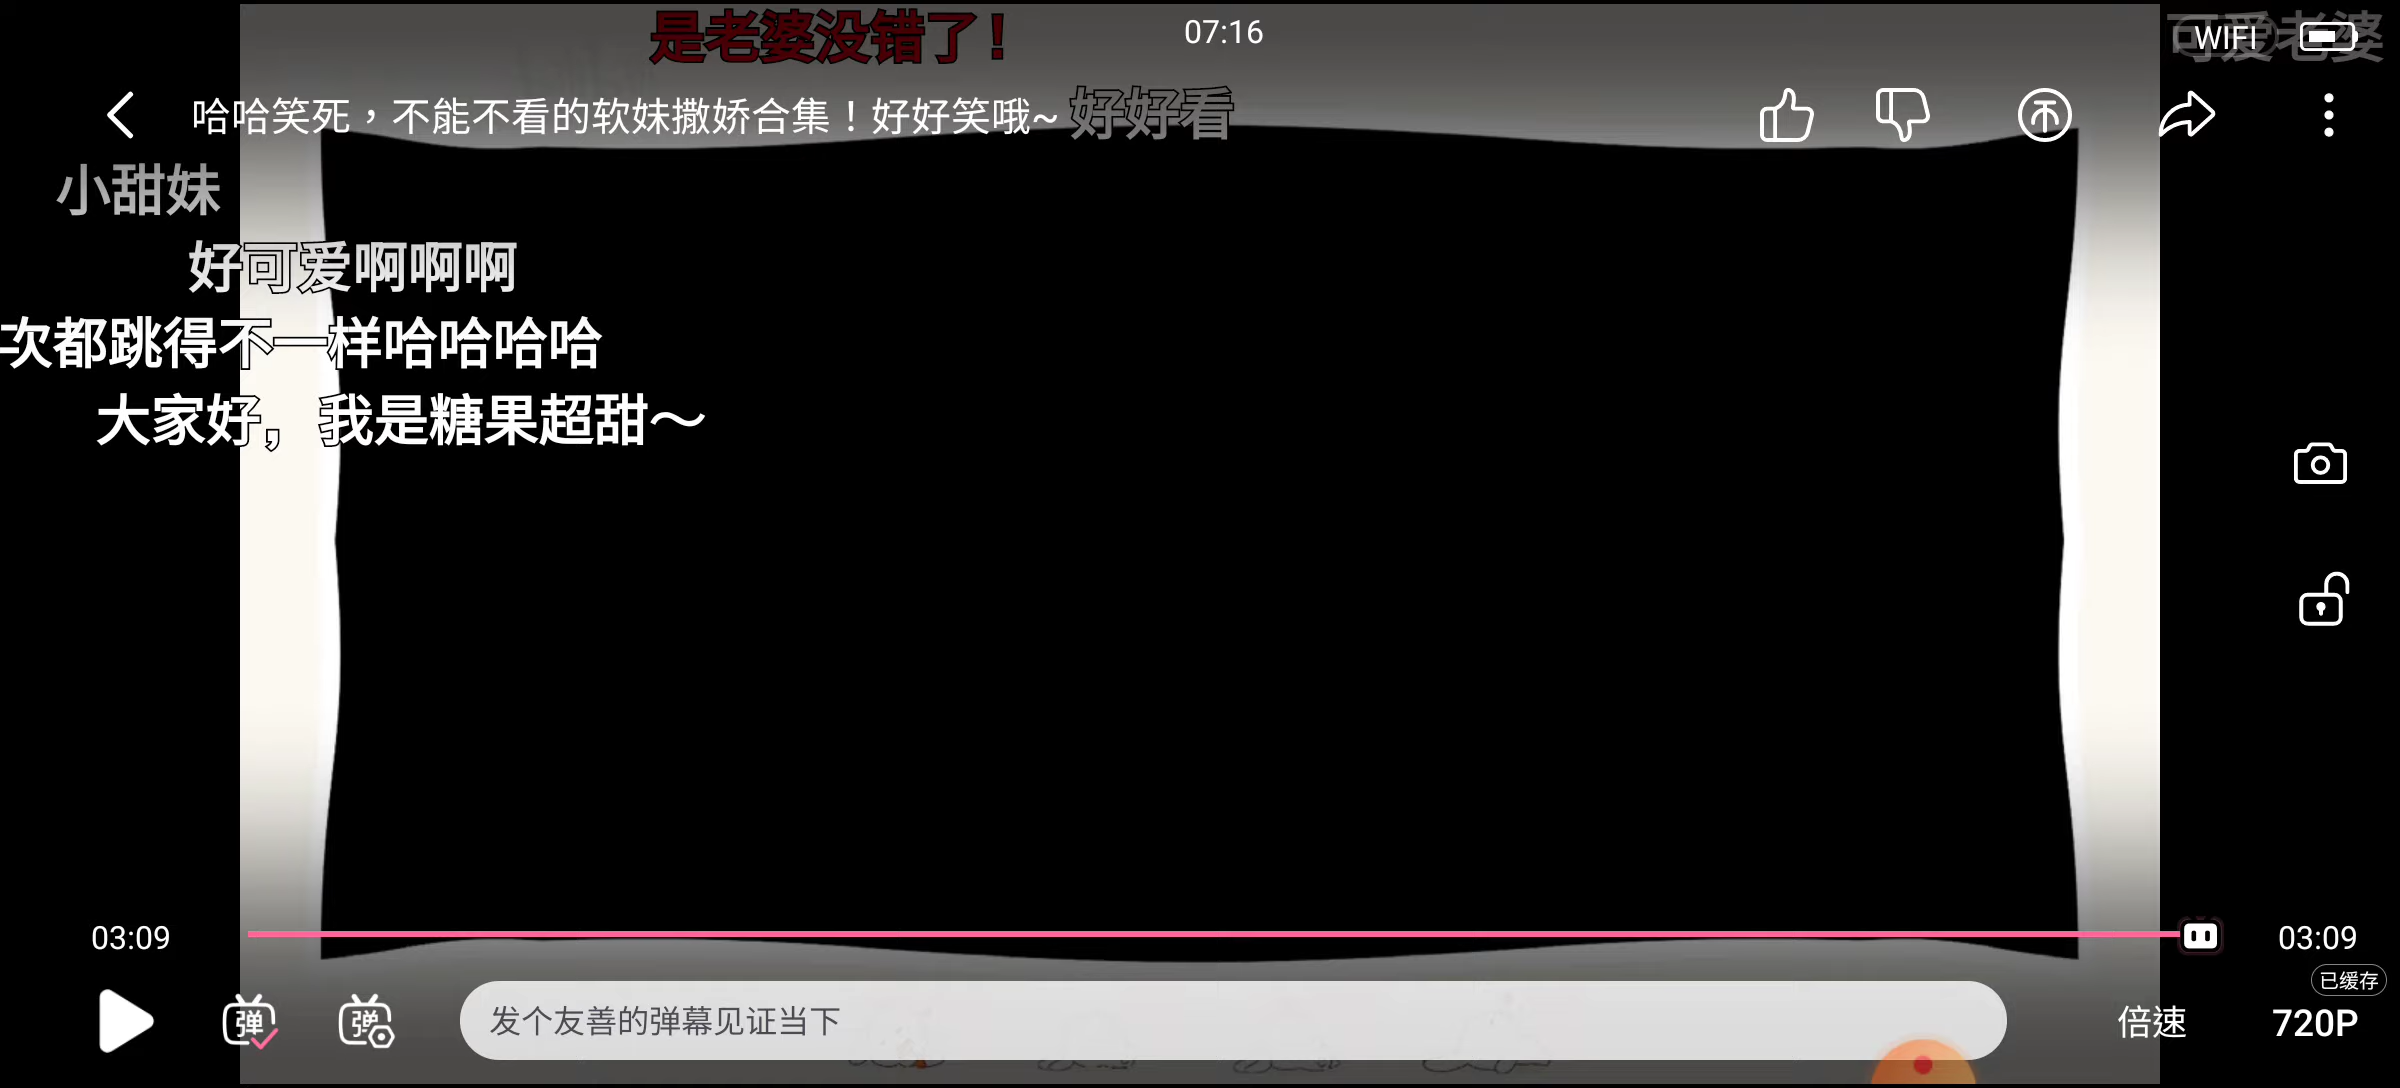 是老婆没错了！
07:16
WIFI
可爱老婆
哈哈笑死，不能不看的软妹撒娇合集！好好笑哦~
好好看
小甜妹
好可爱啊啊啊
次都跳得不一样哈哈哈哈
大家好，我是糖果超甜～
03:09
03:09
已缓存
弹
弹
发个友善的弹幕见证当下
倍速
720P